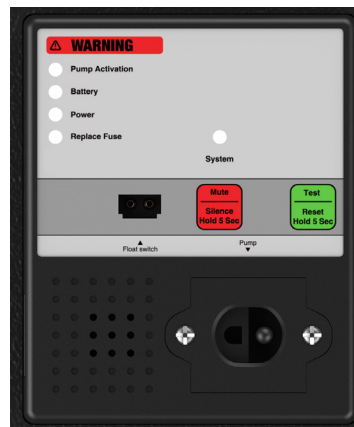 ⚠ WARNING
Pump Activation
Battery
Power
Replace Fuse
System
Mute
Silence
Hold 5 Sec
Test
Reset
Hold 5 Sec
▲
Float switch
Pump
▼